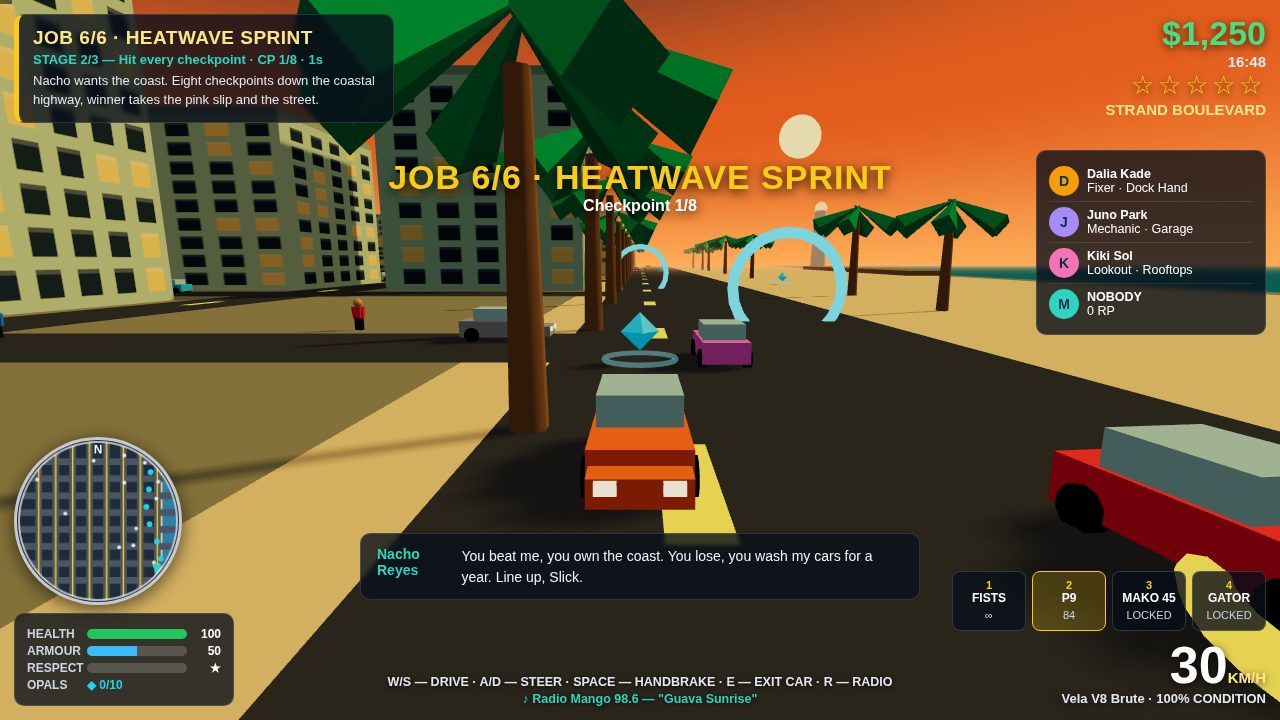 JOB 6/6 · HEATWAVE SPRINT
STAGE 2/3 — Hit every checkpoint · CP 1/8 · 1s
Nacho wants the coast. Eight checkpoints down the coastal
highway, winner takes the pink slip and the street.
$1,250
16:48
☆☆☆☆☆
STRAND BOULEVARD
JOB 6/6 · HEATWAVE SPRINT
Checkpoint 1/8
D
Dalia Kade
Fixer · Dock Hand
J
Juno Park
Mechanic · Garage
K
Kiki Sol
Lookout · Rooftops
M
NOBODY
0 RP
N
Nacho
Reyes
You beat me, you own the coast. You lose, you wash my cars for a
year. Line up, Slick.
HEALTH 100
ARMOUR 50
RESPECT ★
OPALS ◆ 0/10
1
FISTS
∞
2
P9
84
3
MAKO 45
LOCKED
4
GATOR
LOCKED
30 KM/H
Vela V8 Brute · 100% CONDITION
W/S — DRIVE · A/D — STEER · SPACE — HANDBRAKE · E — EXIT CAR · R — RADIO
♪ Radio Mango 98.6 — "Guava Sunrise"